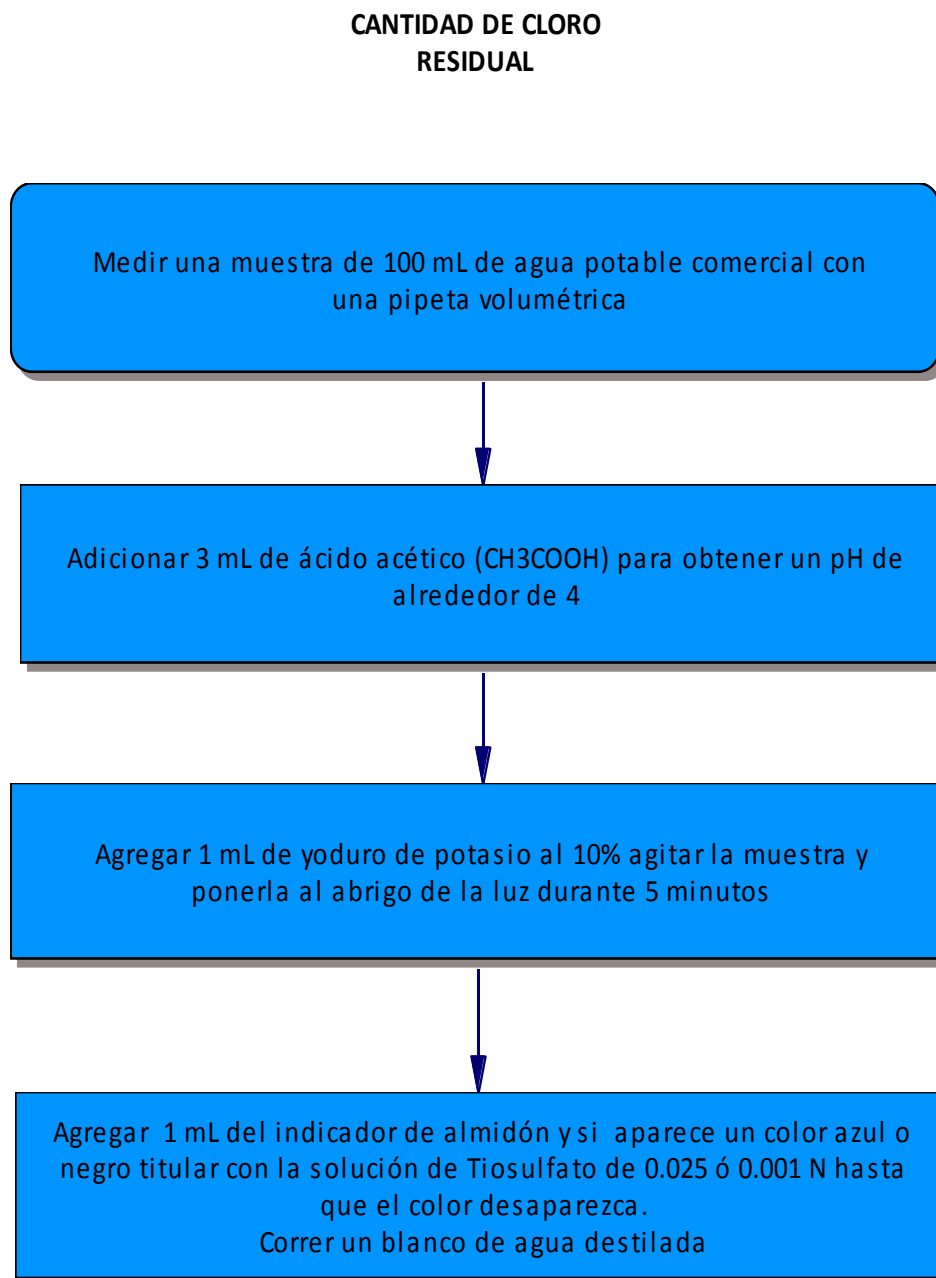 CANTIDAD DE CLORO
RESIDUAL
Medir una muestra de 100 mL de agua potable comercial con
una pipeta volumétrica
Adicionar 3 mL de ácido acético (CH3COOH) para obtener un pH de
alrededor de 4
Agregar 1 mL de yoduro de potasio al 10% agitar la muestra y
ponerla al abrigo de la luz durante 5 minutos
Agregar 1 mL del indicador de almidón y si aparece un color azul o
negro titular con la solución de Tiosulfato de 0.025 ó 0.001 N hasta
que el color desaparezca.
Correr un blanco de agua destilada